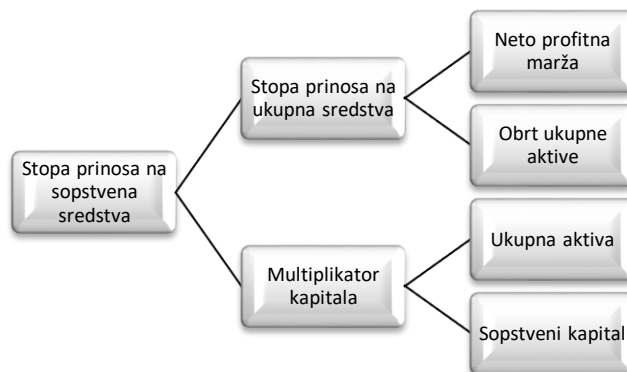 Stopa prinosa na
sopstvena
sredstva
Stopa prinosa na
ukupna sredstva
Multiplikator
kapitala
Neto profitna
marža
Obrt ukupne
aktive
Ukupna aktiva
Sopstveni kapital